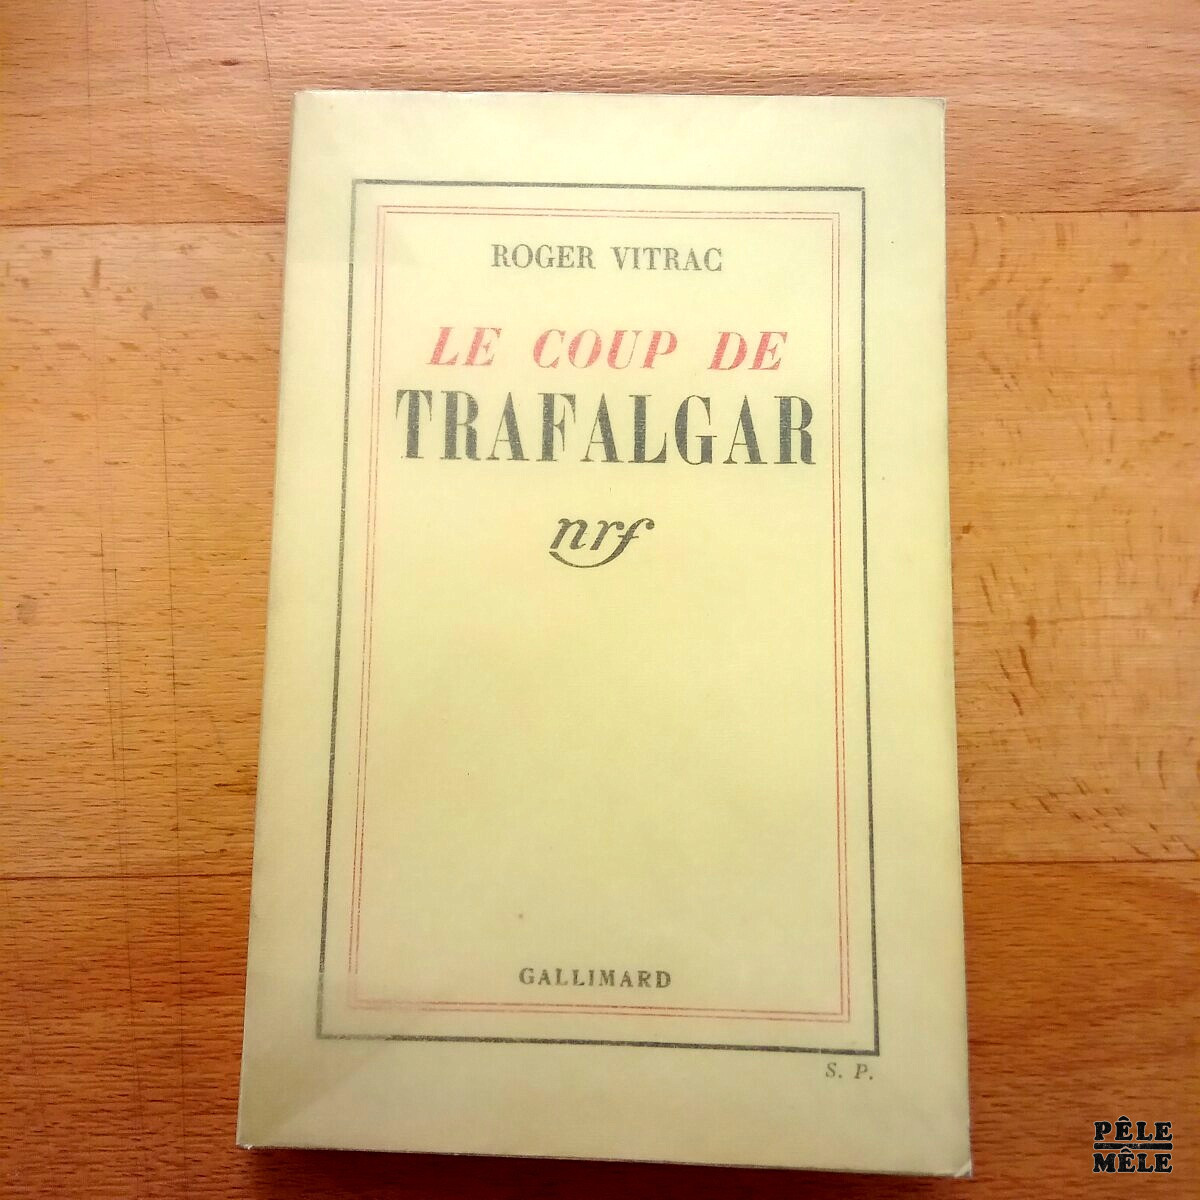 ROGER VITRAC
LE COUP DE
TRAFALGAR
nrf
GALLIMARD
S. P.
PÊLE
MÊLE